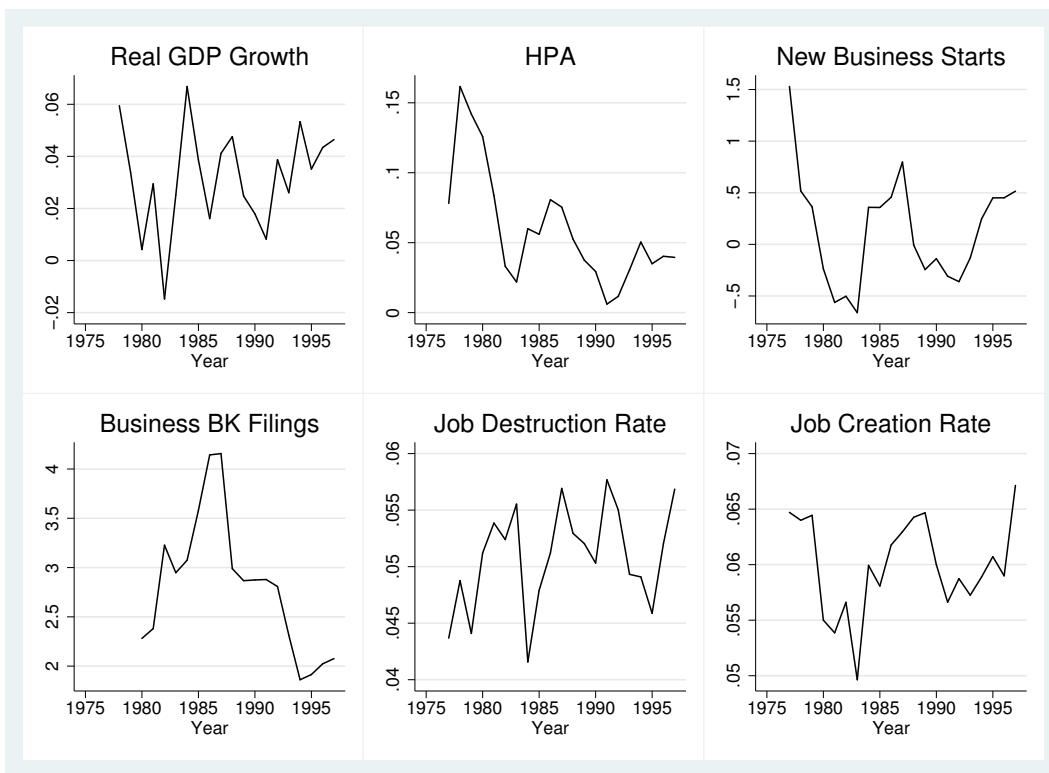 Real GDP Growth
.06
.04
.02
0
−.02
1975 1980 1985 1990 1995
Year
HPA
.15
.1
.05
0
1975 1980 1985 1990 1995
Year
New Business Starts
1.5
1
.5
0
−.5
1975 1980 1985 1990 1995
Year
Business BK Filings
4
3.5
3
2.5
2
1975 1980 1985 1990 1995
Year
Job Destruction Rate
.06
.055
.05
.045
.04
1975 1980 1985 1990 1995
Year
Job Creation Rate
.07
.065
.06
.055
.05
1975 1980 1985 1990 1995
Year